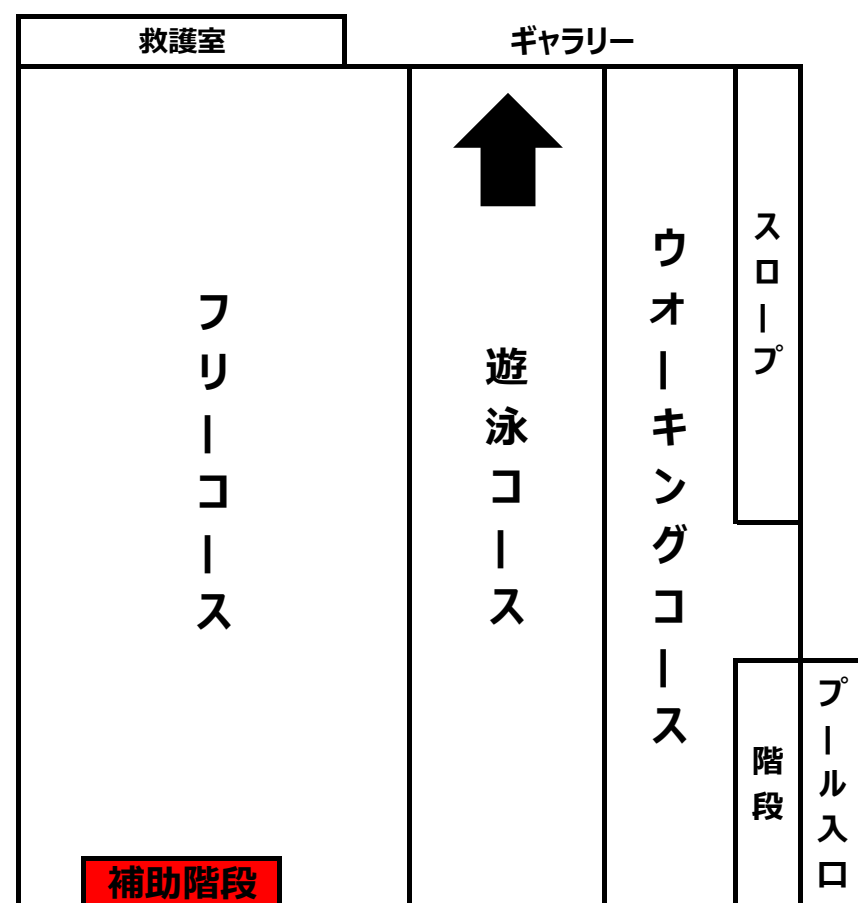 救護室
ギャラリー
フリーコース
遊泳コース
ウオーキングコース
スロープ
階段
プール入口
補助階段